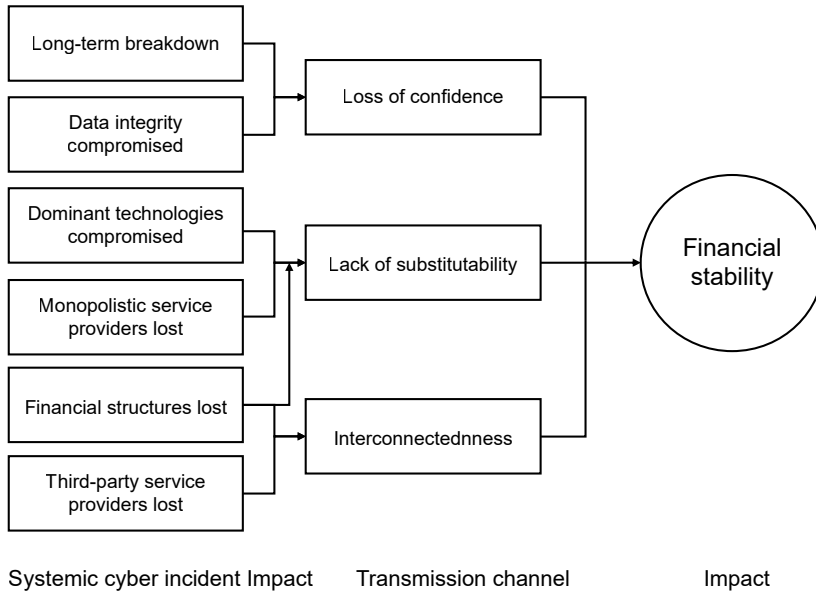 Long-term breakdown
Data integrity
compromised
Dominant technologies
compromised
Monopolistic service
providers lost
Financial structures lost
Third-party service
providers lost
Loss of confidence
Lack of substitutability
Interconnectednness
Financial
stability
Systemic cyber incident Impact
Transmission channel
Impact